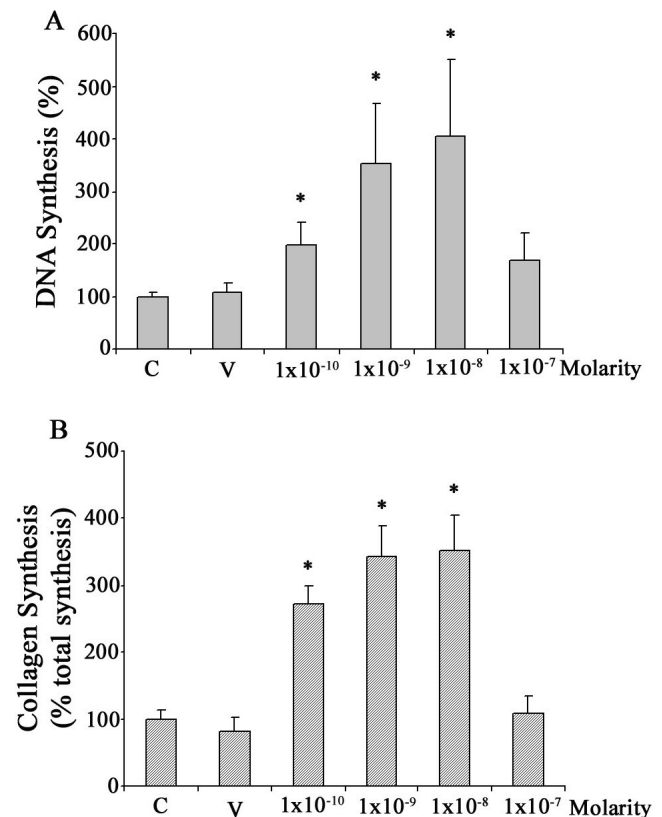 A
DNA Synthesis (%)
600
500
400
300
200
100
0
* * *
C V 1x10⁻¹⁰ 1x10⁻⁹ 1x10⁻⁸ 1x10⁻⁷ Molarity
B
Collagen Synthesis
(% total synthesis)
500
400
300
200
100
0
* * *
C V 1x10⁻¹⁰ 1x10⁻⁹ 1x10⁻⁸ 1x10⁻⁷ Molarity